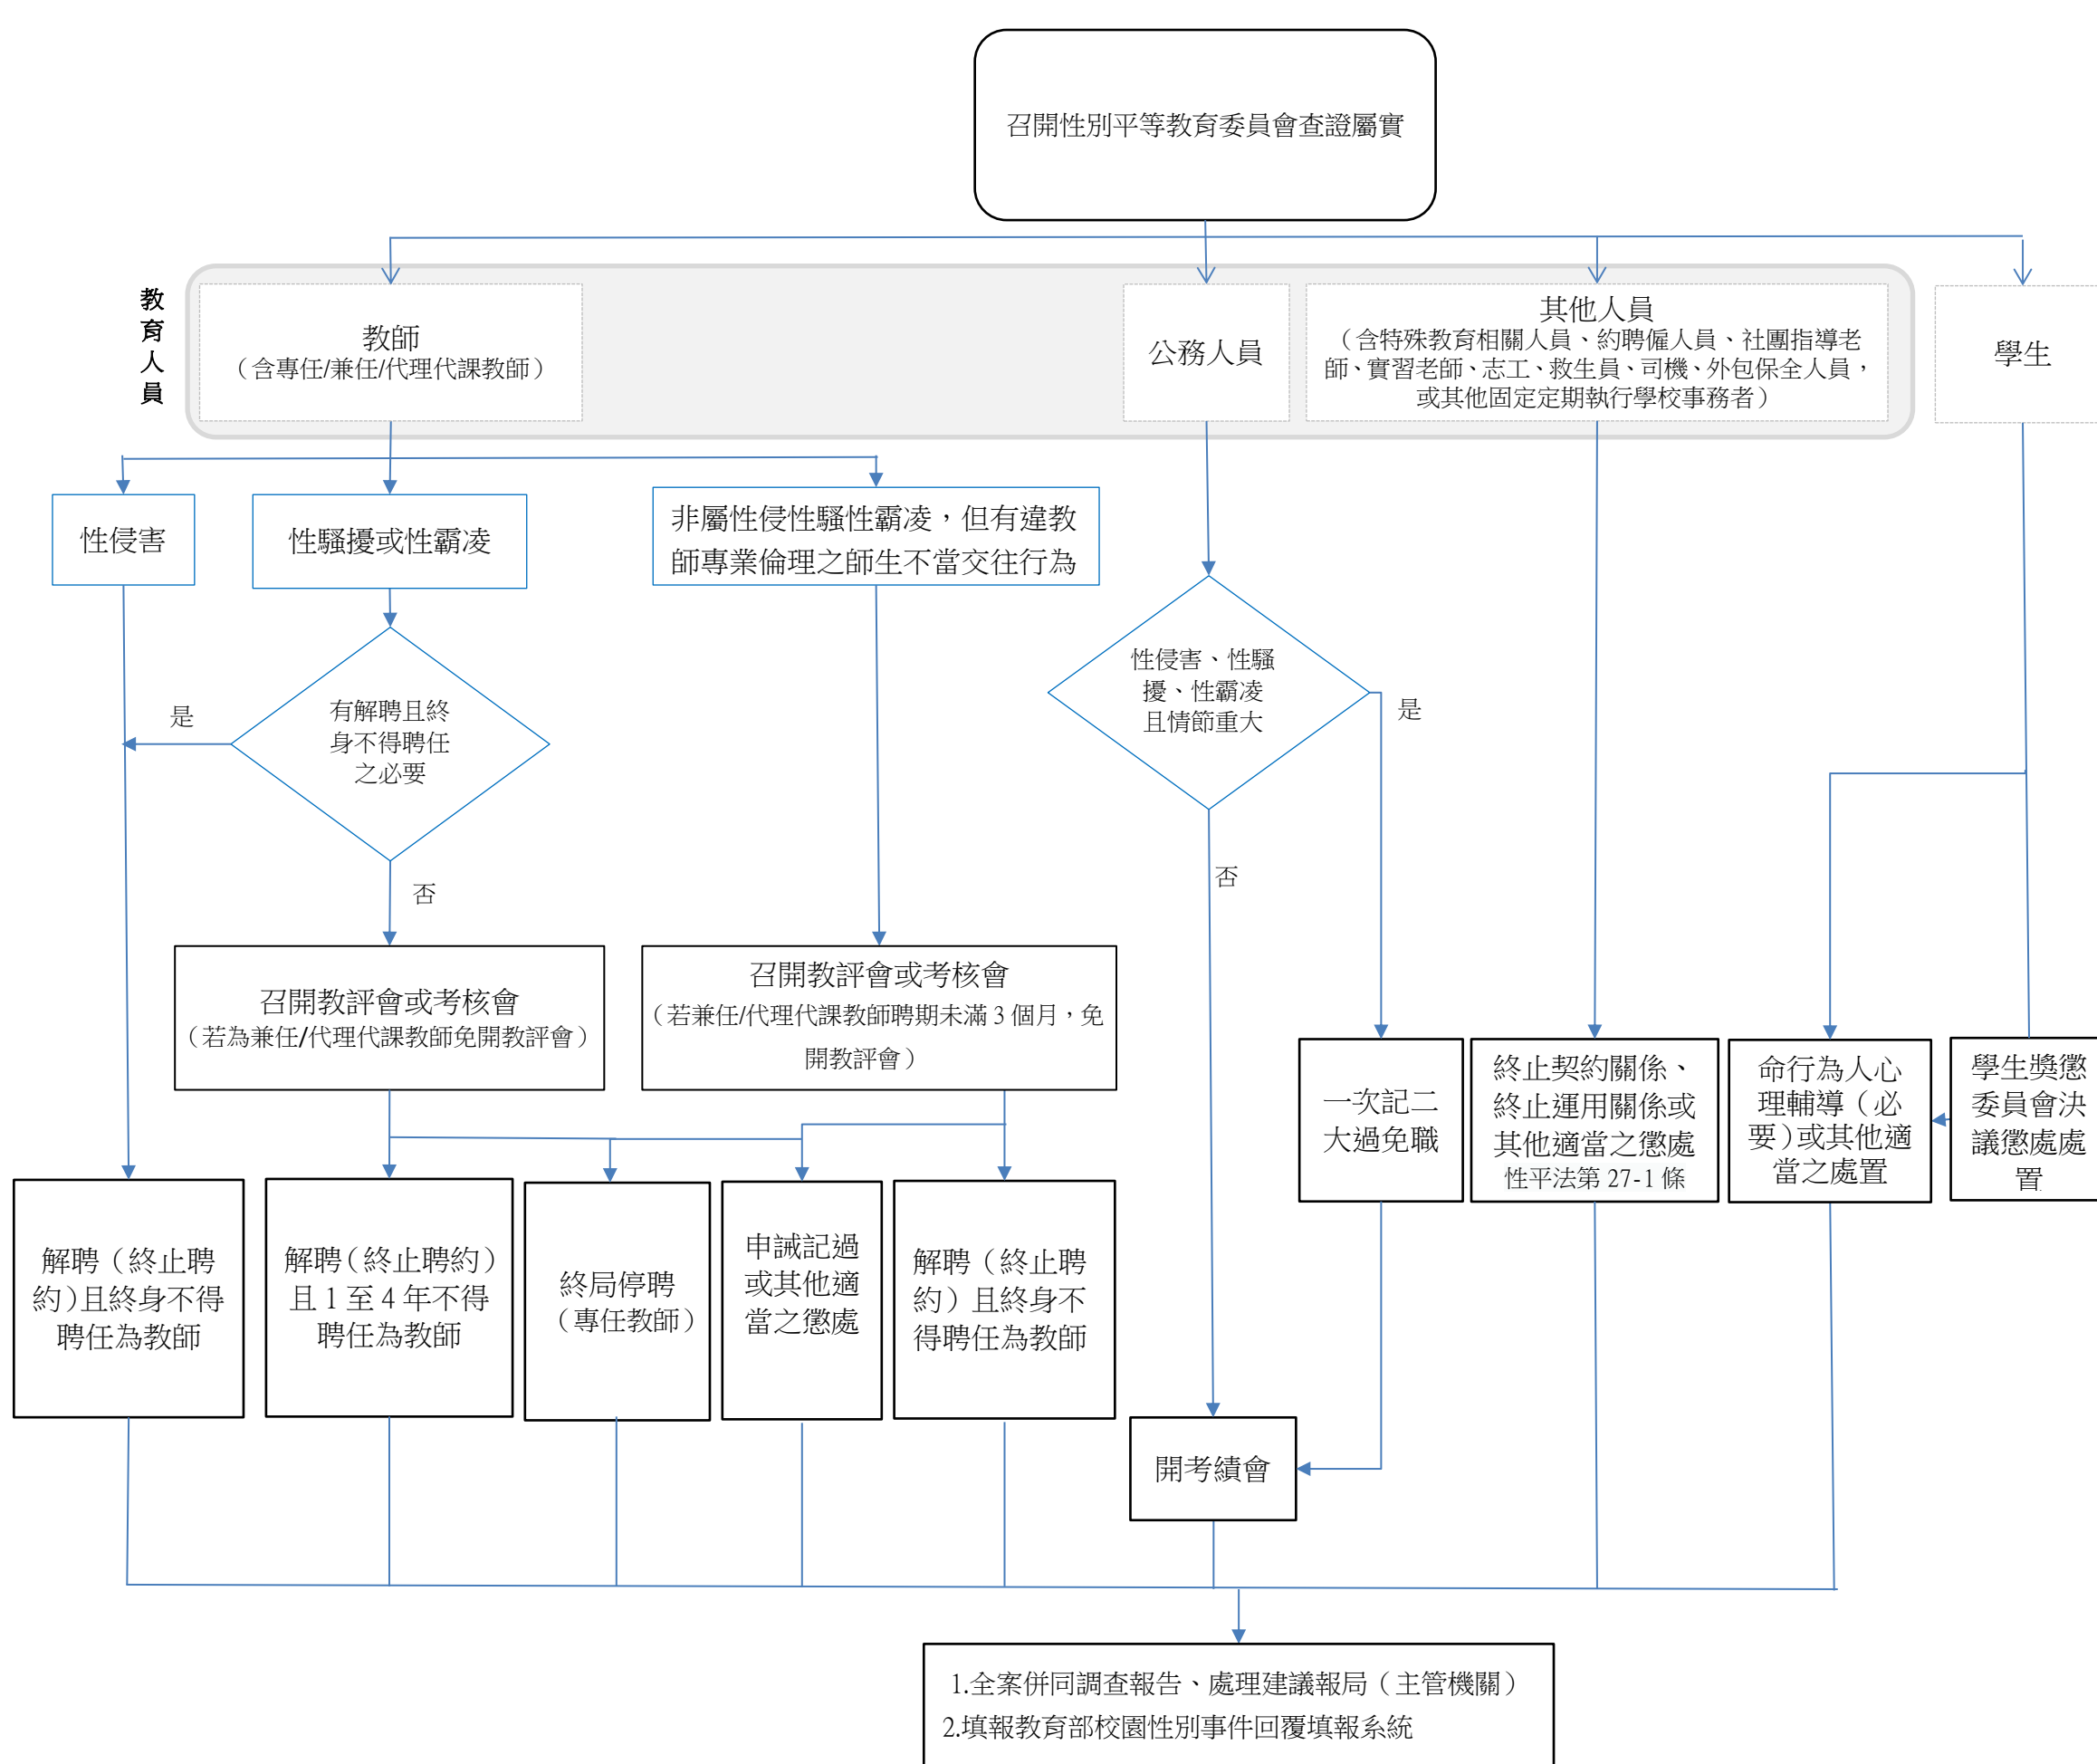 召開性別平等教育委員會查證屬實
教
育
人
員
教師
（含專任/兼任/代理代課教師）
公務人員
其他人員
（含特殊教育相關人員、約聘僱人員、社團指導老
師、實習老師、志工、救生員、司機、外包保全人員，
或其他固定定期執行學校事務者）
學生
性侵害
性騷擾或性霸凌
非屬性侵性騷性霸凌，但有違教
師專業倫理之師生不當交往行為
有解聘且終
身不得聘任
之必要
是
否
性侵害、性騷
擾、性霸凌
且情節重大
是
否
召開教評會或考核會
（若為兼任/代理代課教師免開教評會）
召開教評會或考核會
（若兼任/代理代課教師聘期未滿 3 個月，免
開教評會）
一次記二
大過免職
終止契約關係、
終止運用關係或
其他適當之懲處
性平法第 27-1 條
命行為人心
理輔導（必
要）或其他適
當之處置
學生獎懲
委員會決
議懲處處
置
解聘（終止聘
約）且終身不得
聘任為教師
解聘（終止聘約）
且 1 至 4 年不得
聘任為教師
終局停聘
（專任教師）
申誡記過
或其他適
當之懲處
解聘（終止聘
約）且終身不
得聘任為教師
開考績會
1.全案併同調查報告、處理建議報局（主管機關）
2.填報教育部校園性別事件回覆填報系統